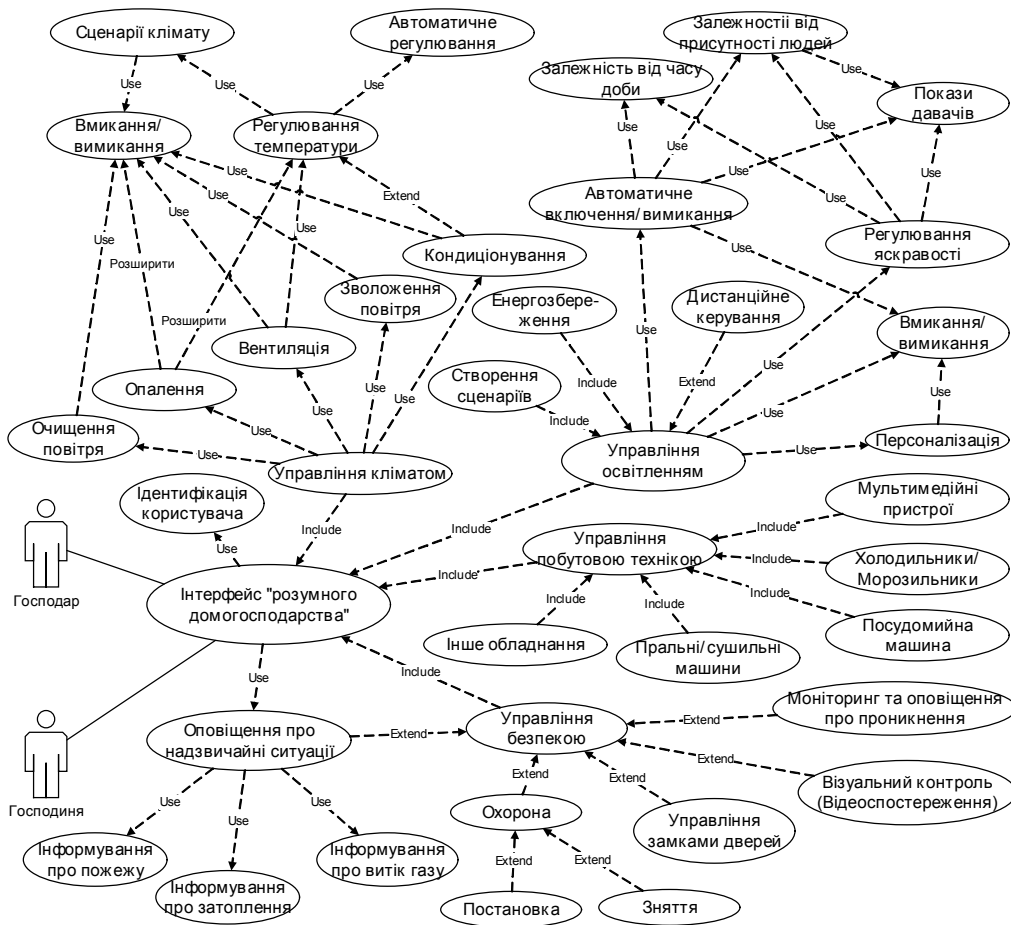 Сценарії клімату
Автоматичне
регулювання
Залежностіі від
присутності людей
Залежність від часу
доби
Покази
давачів
Use
Use
Use
Use
Вмикання/
вимикання
Регулювання
температури
Use
Use
Use
Use
Use
Use
Extend
Use
Автоматичне
включення/вимикання
Use
Use
Use
Use
Use
Розширити
Кондиціонування
Регулювання
яскравості
Зволоження
повітря
Енергозбере-
ження
Дистанційне
керування
Вмикання/
вимикання
Розширити
Вентиляція
Use
Use
Опалення
Створення
сценаріїв
Include
Extend
Use
Use
Use
Use
Use
Include
Use
Use
Очищення
повітря
Use
Управління кліматом
Управління
освітленням
Use
Персоналізація
Ідентифікація
користувача
Include
Include
Мультимедійні
пристрої
Use
Управління
побутовою технікою
Include
Include
Холодильники/
Морозильники
Господар
Інтерфейс "розумного
домогосподарства"
Include
Include
Include
Include
Інше обладнання
Пральні/сушильні
машини
Посудомийна
машина
Include
Use
Моніторинг та оповіщення
про проникнення
Оповіщення про
надзвичайні ситуації
Extend
Управління
безпекою
Extend
Господиня
Extend
Візуальний контроль
(Відеоспостереження)
Use
Use
Use
Extend
Extend
Охорона
Управління
замками дверей
Інформування
про пожежу
Інформування
про витік газу
Extend
Extend
Інформування
про затоплення
Постановка
Зняття